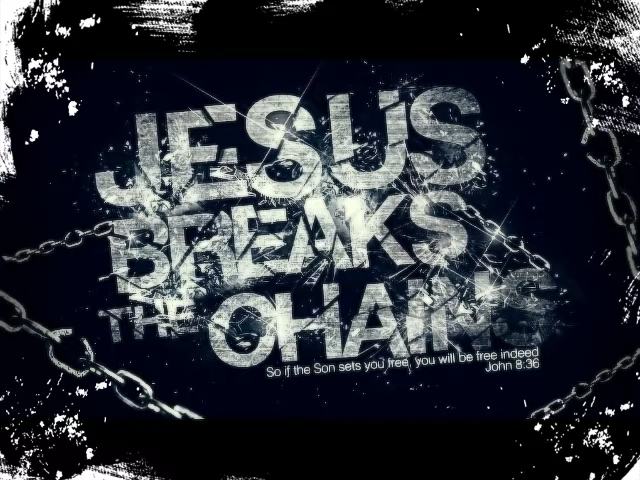 JESUS
BREAKS
THE CHAINS
So if the Son sets you free, you will be free indeed
John 8:36